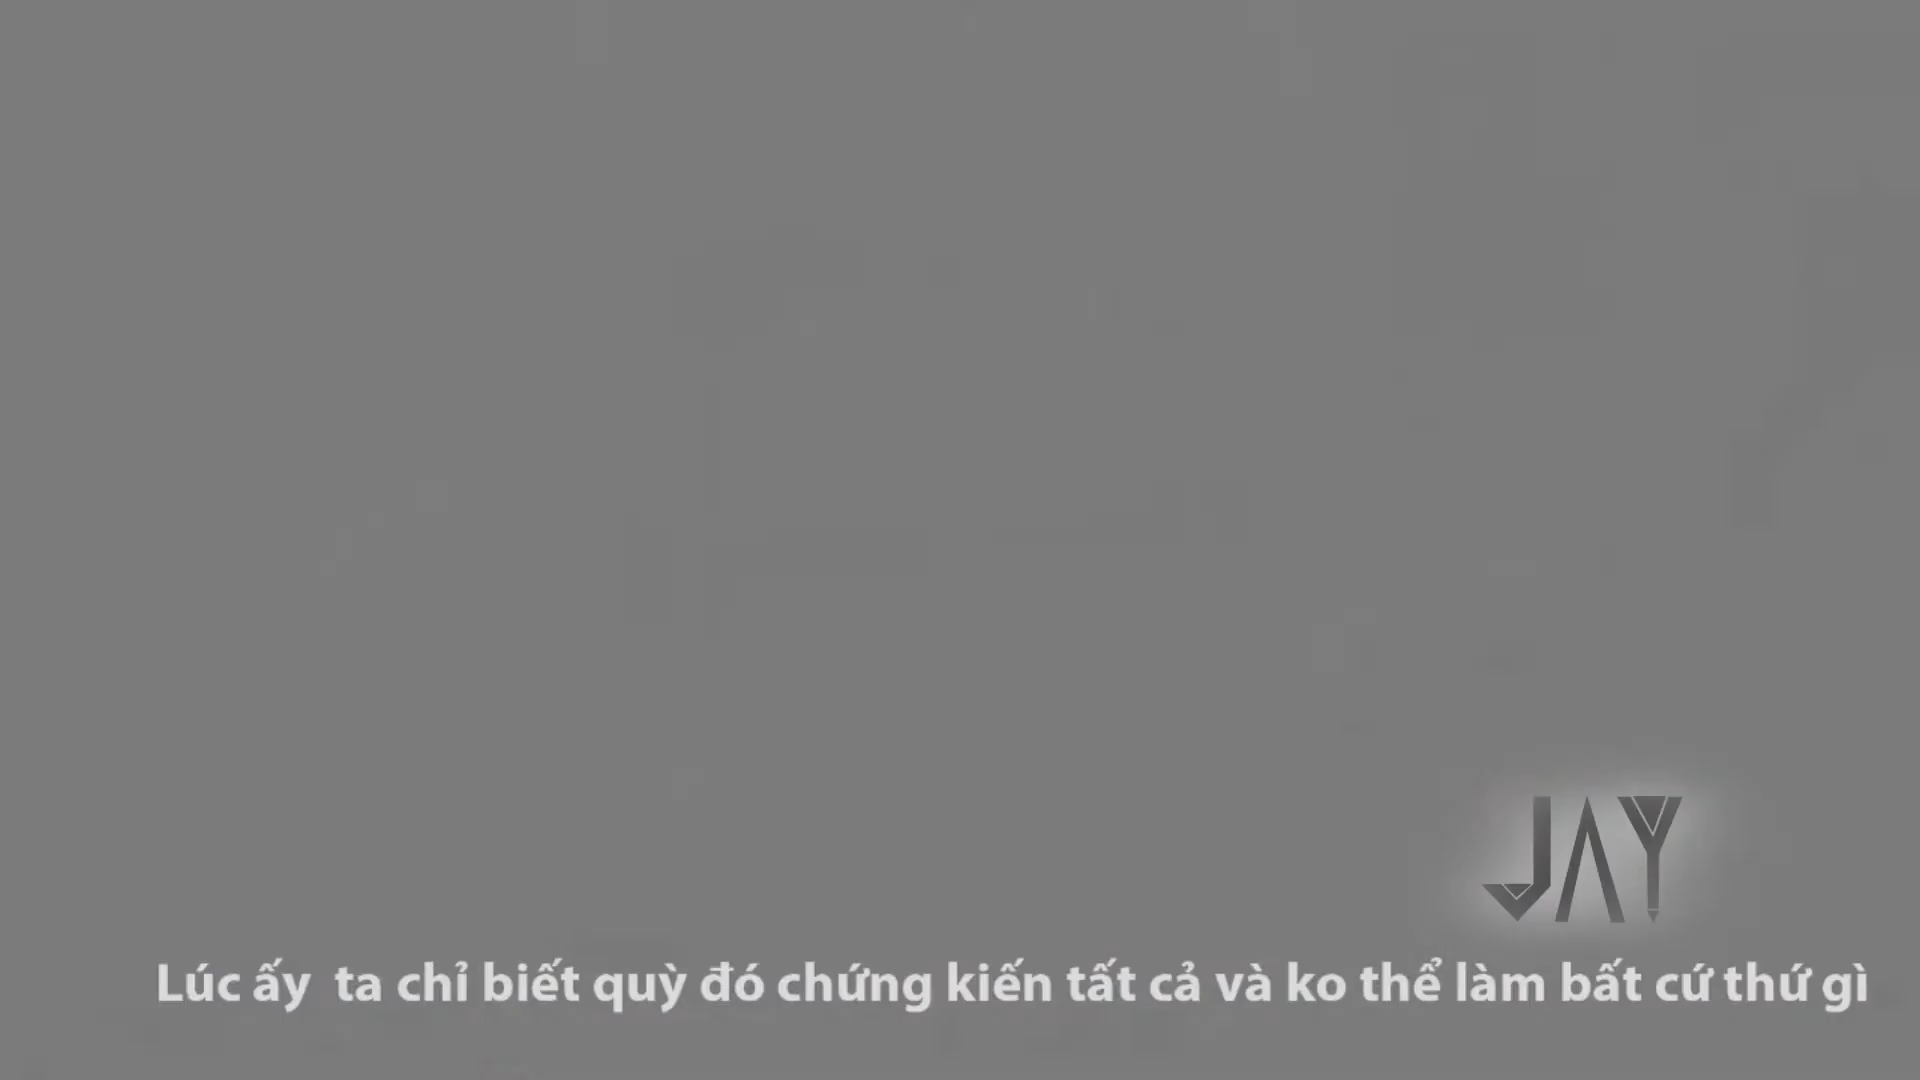 JAY
Lúc ấy ta chỉ biết quỳ đó chứng kiến tất cả và ko thể làm bất cứ thứ gì